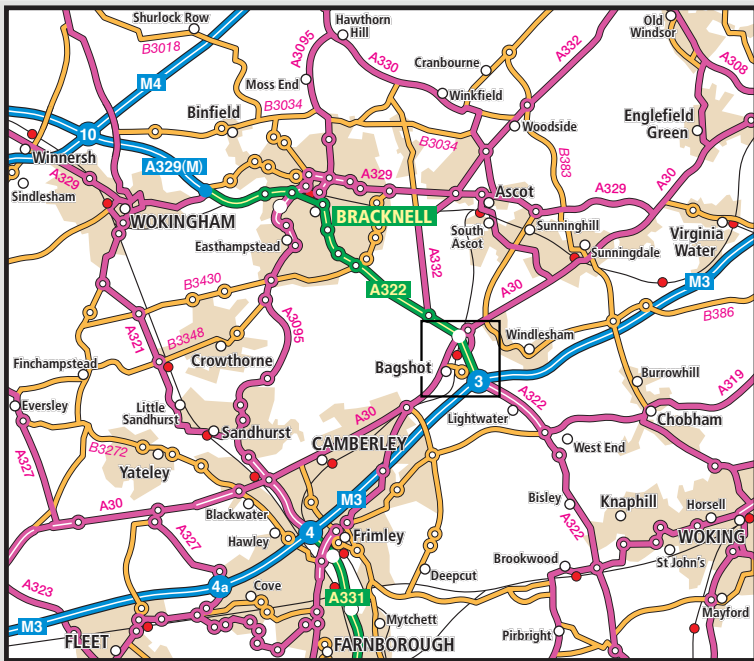 Shurlock Row
Hawthorn
Hill
Old
Windsor
B3018
A3095
A330
Cranbourne
A332
A308
M4
Moss End
Winkfield
Binfield
B3034
Englefield
Green
10
Woodside
B3034
B383
Winnersh
A329(M)
A329
A329
Sindlesham
A329
Ascot
A30
WOKINGHAM
BRACKNELL
South
Ascot
Sunninghill
Virginia
Water
Easthampstead
Sunningdale
A332
B3430
A322
A30
M3
A3095
B386
A321
B3348
Windlesham
Crowthorne
Finchampstead
Bagshot
Burrowhill
3
A319
Eversley
Little
Sandhurst
A30
Lightwater
A322
Chobham
Sandhurst
CAMBERLEY
West End
B3272
A327
Yateley
M3
Bisley
Knaphill
Horsell
A30
Blackwater
A322
WOKING
4
Frimley
A327
Hawley
Brookwood
St John's
Deepcut
A323
4a
Cove
A331
Mayford
Mytchett
M3
Pirbright
FLEET
FARNBOROUGH